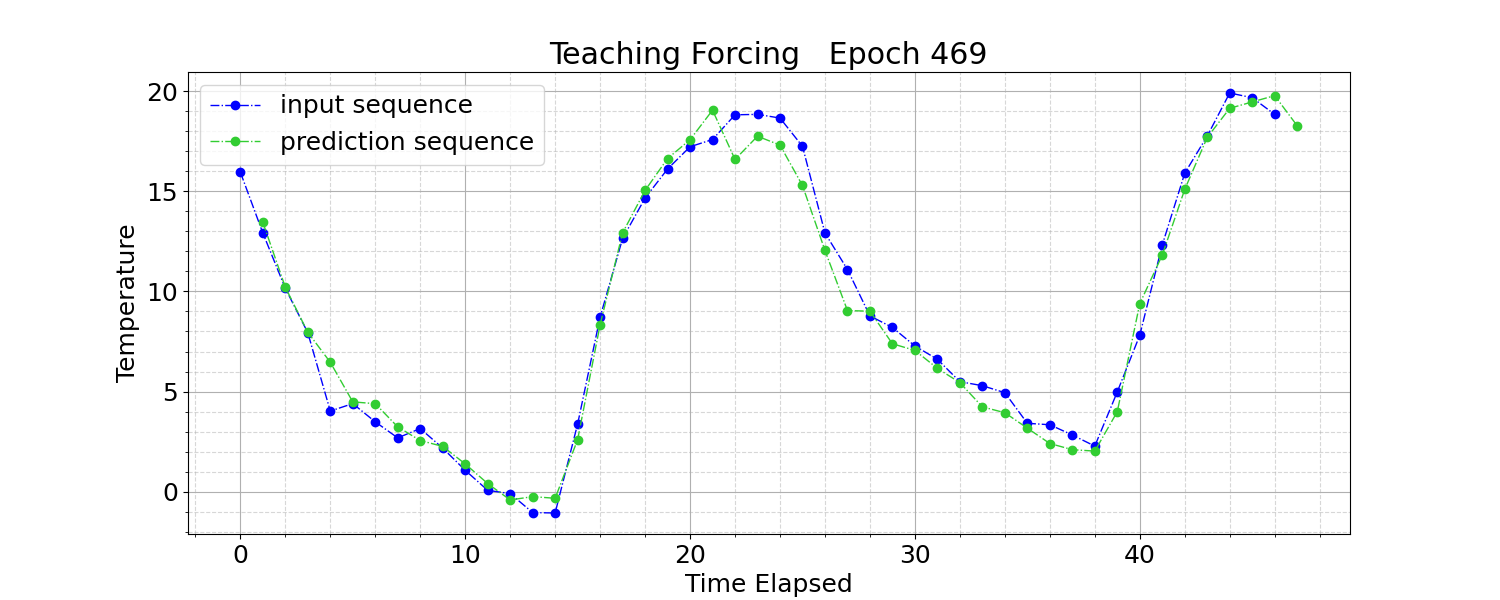 Teaching Forcing   Epoch 469
input sequence
prediction sequence
Temperature
20
15
10
5
0
0 10 20 30 40
Time Elapsed